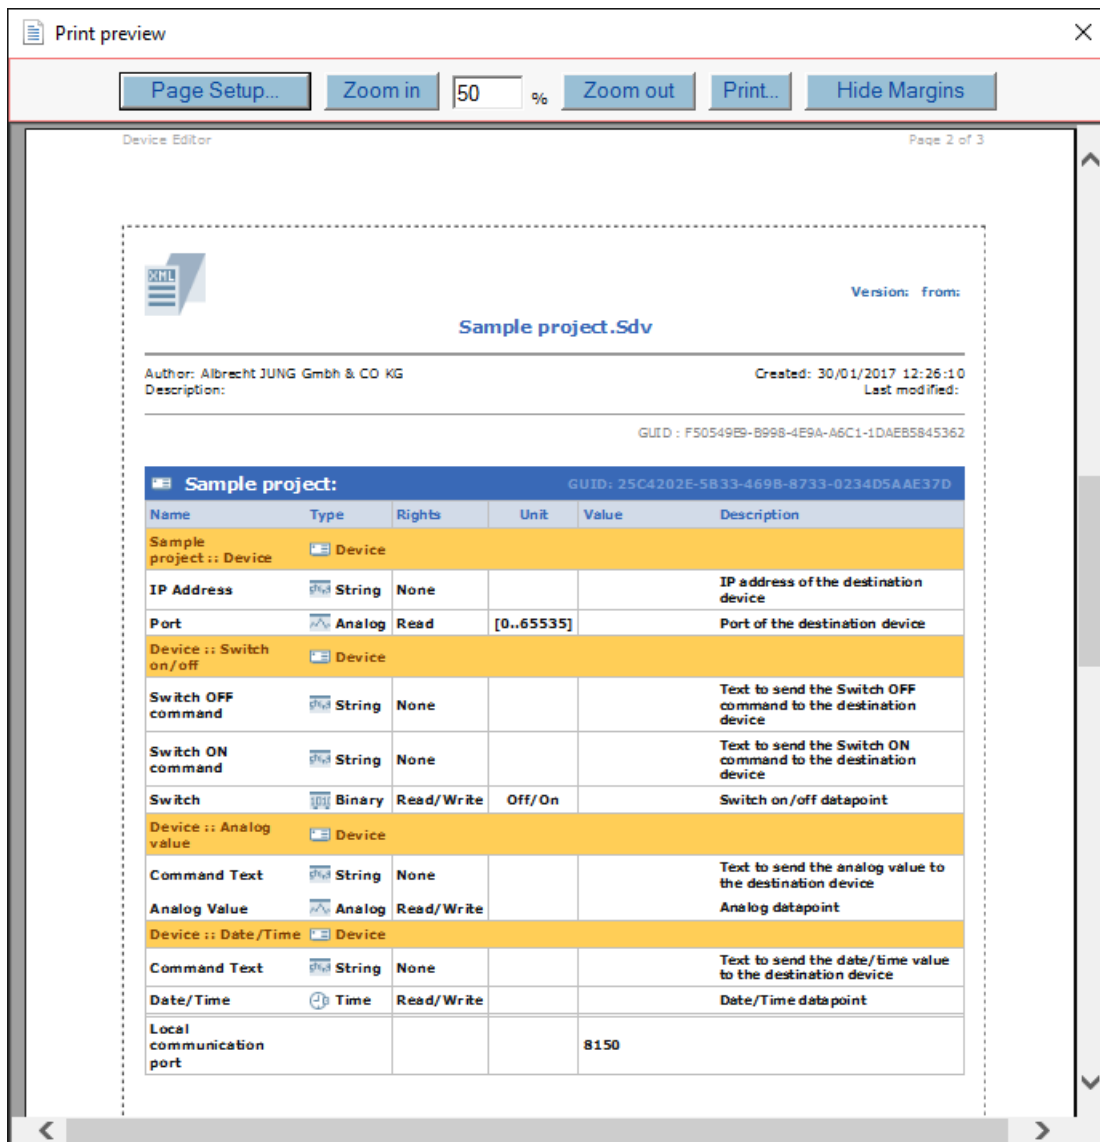 Print preview
Page Setup... Zoom in 50 % Zoom out Print... Hide Margins
Device Editor Page 2 of 3
XML
Version: from:
Sample project.Sdv
Author: Albrecht JUNG Gmbh & CO KG Created: 30/01/2017 12:26:10
Description: Last modified:
GUID : F50549E9-B998-4E9A-A6C1-1DAEB5845362
Sample project: GUID: 25C4202E-5B33-469B-8733-0234D5AAE37D
Name Type Rights Unit Value Description
Sample
project :: Device Device
IP Address String None IP address of the destination
device
Port Analog Read [0..65535] Port of the destination device
Device :: Switch
on/off Device
Switch OFF
command String None Text to send the Switch OFF
command to the destination
device
Switch ON
command String None Text to send the Switch ON
command to the destination
device
Switch Binary Read/Write Off/On Switch on/off datapoint
Device :: Analog
value Device
Command Text String None Text to send the analog value to
the destination device
Analog Value Analog Read/Write Analog datapoint
Device :: Date/Time Device
Command Text String None Text to send the date/time value
to the destination device
Date/Time Time Read/Write Date/Time datapoint
Local
communication
port 8150